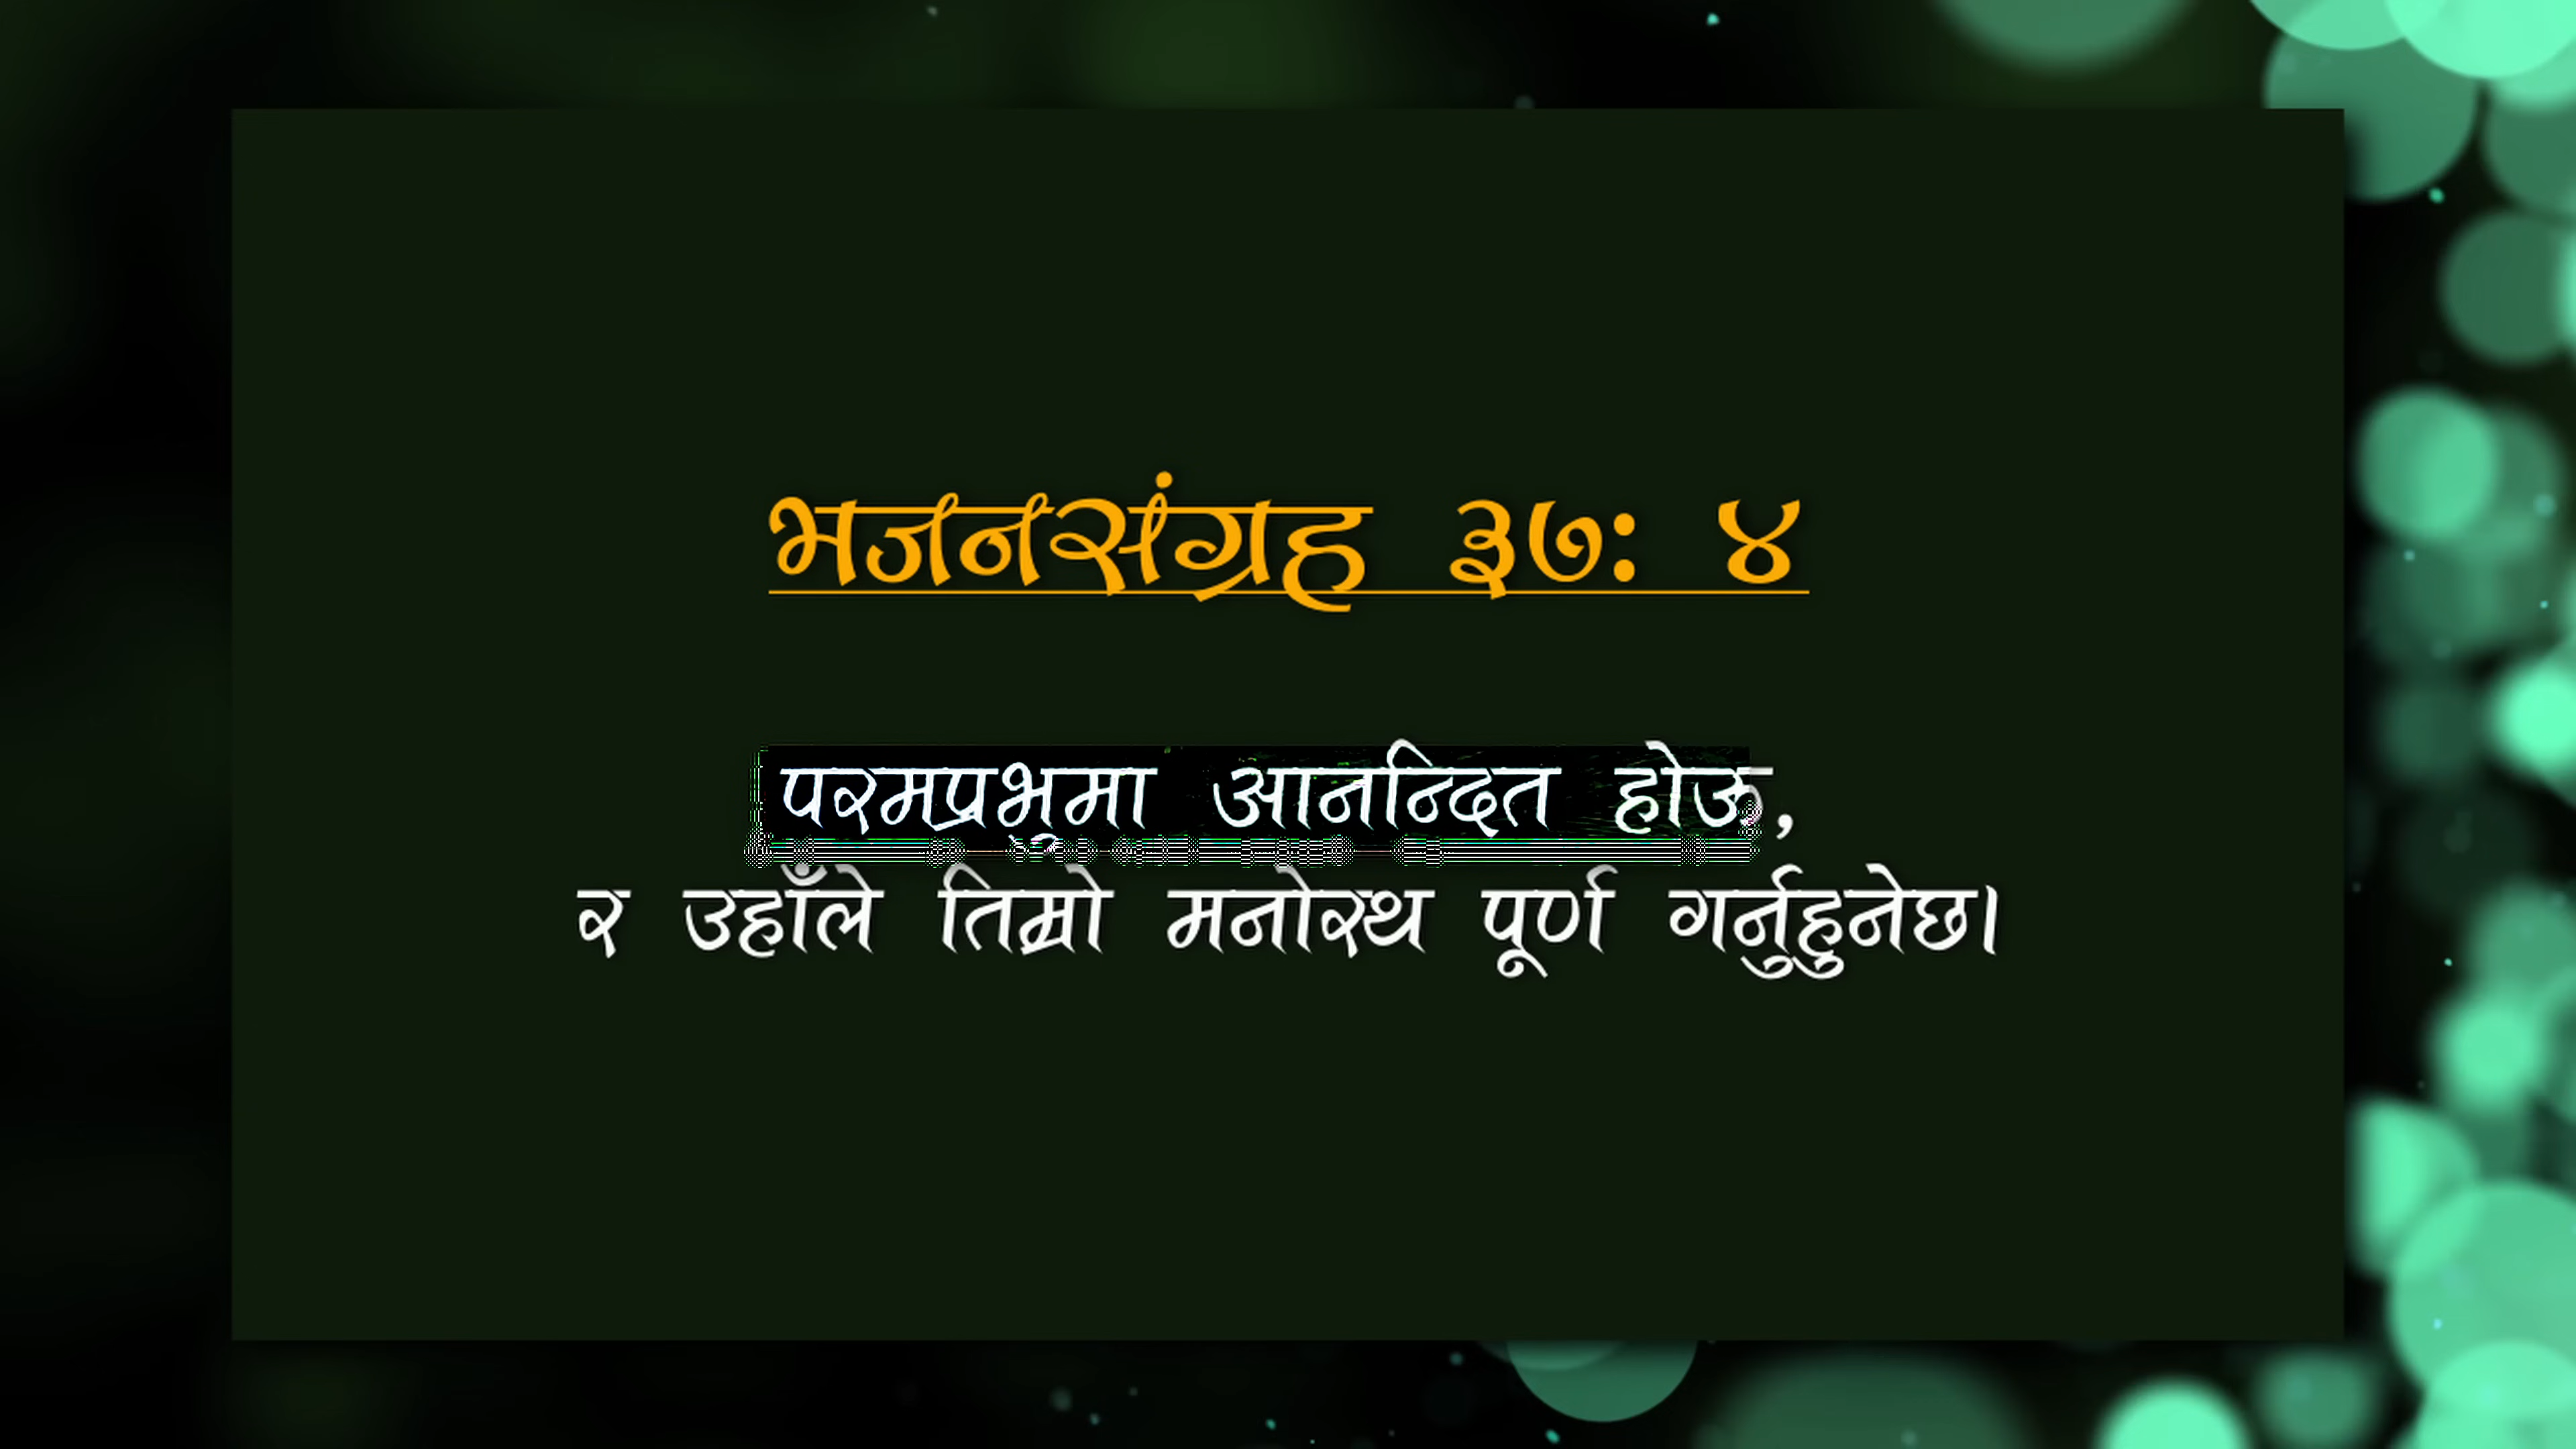 भजनसंग्रह ३७: ४
परमप्रभूमा आनन्दित होऊ,
र उहाँले तिम्रो मनोरथ पूर्ण गर्नुहुनेछ।